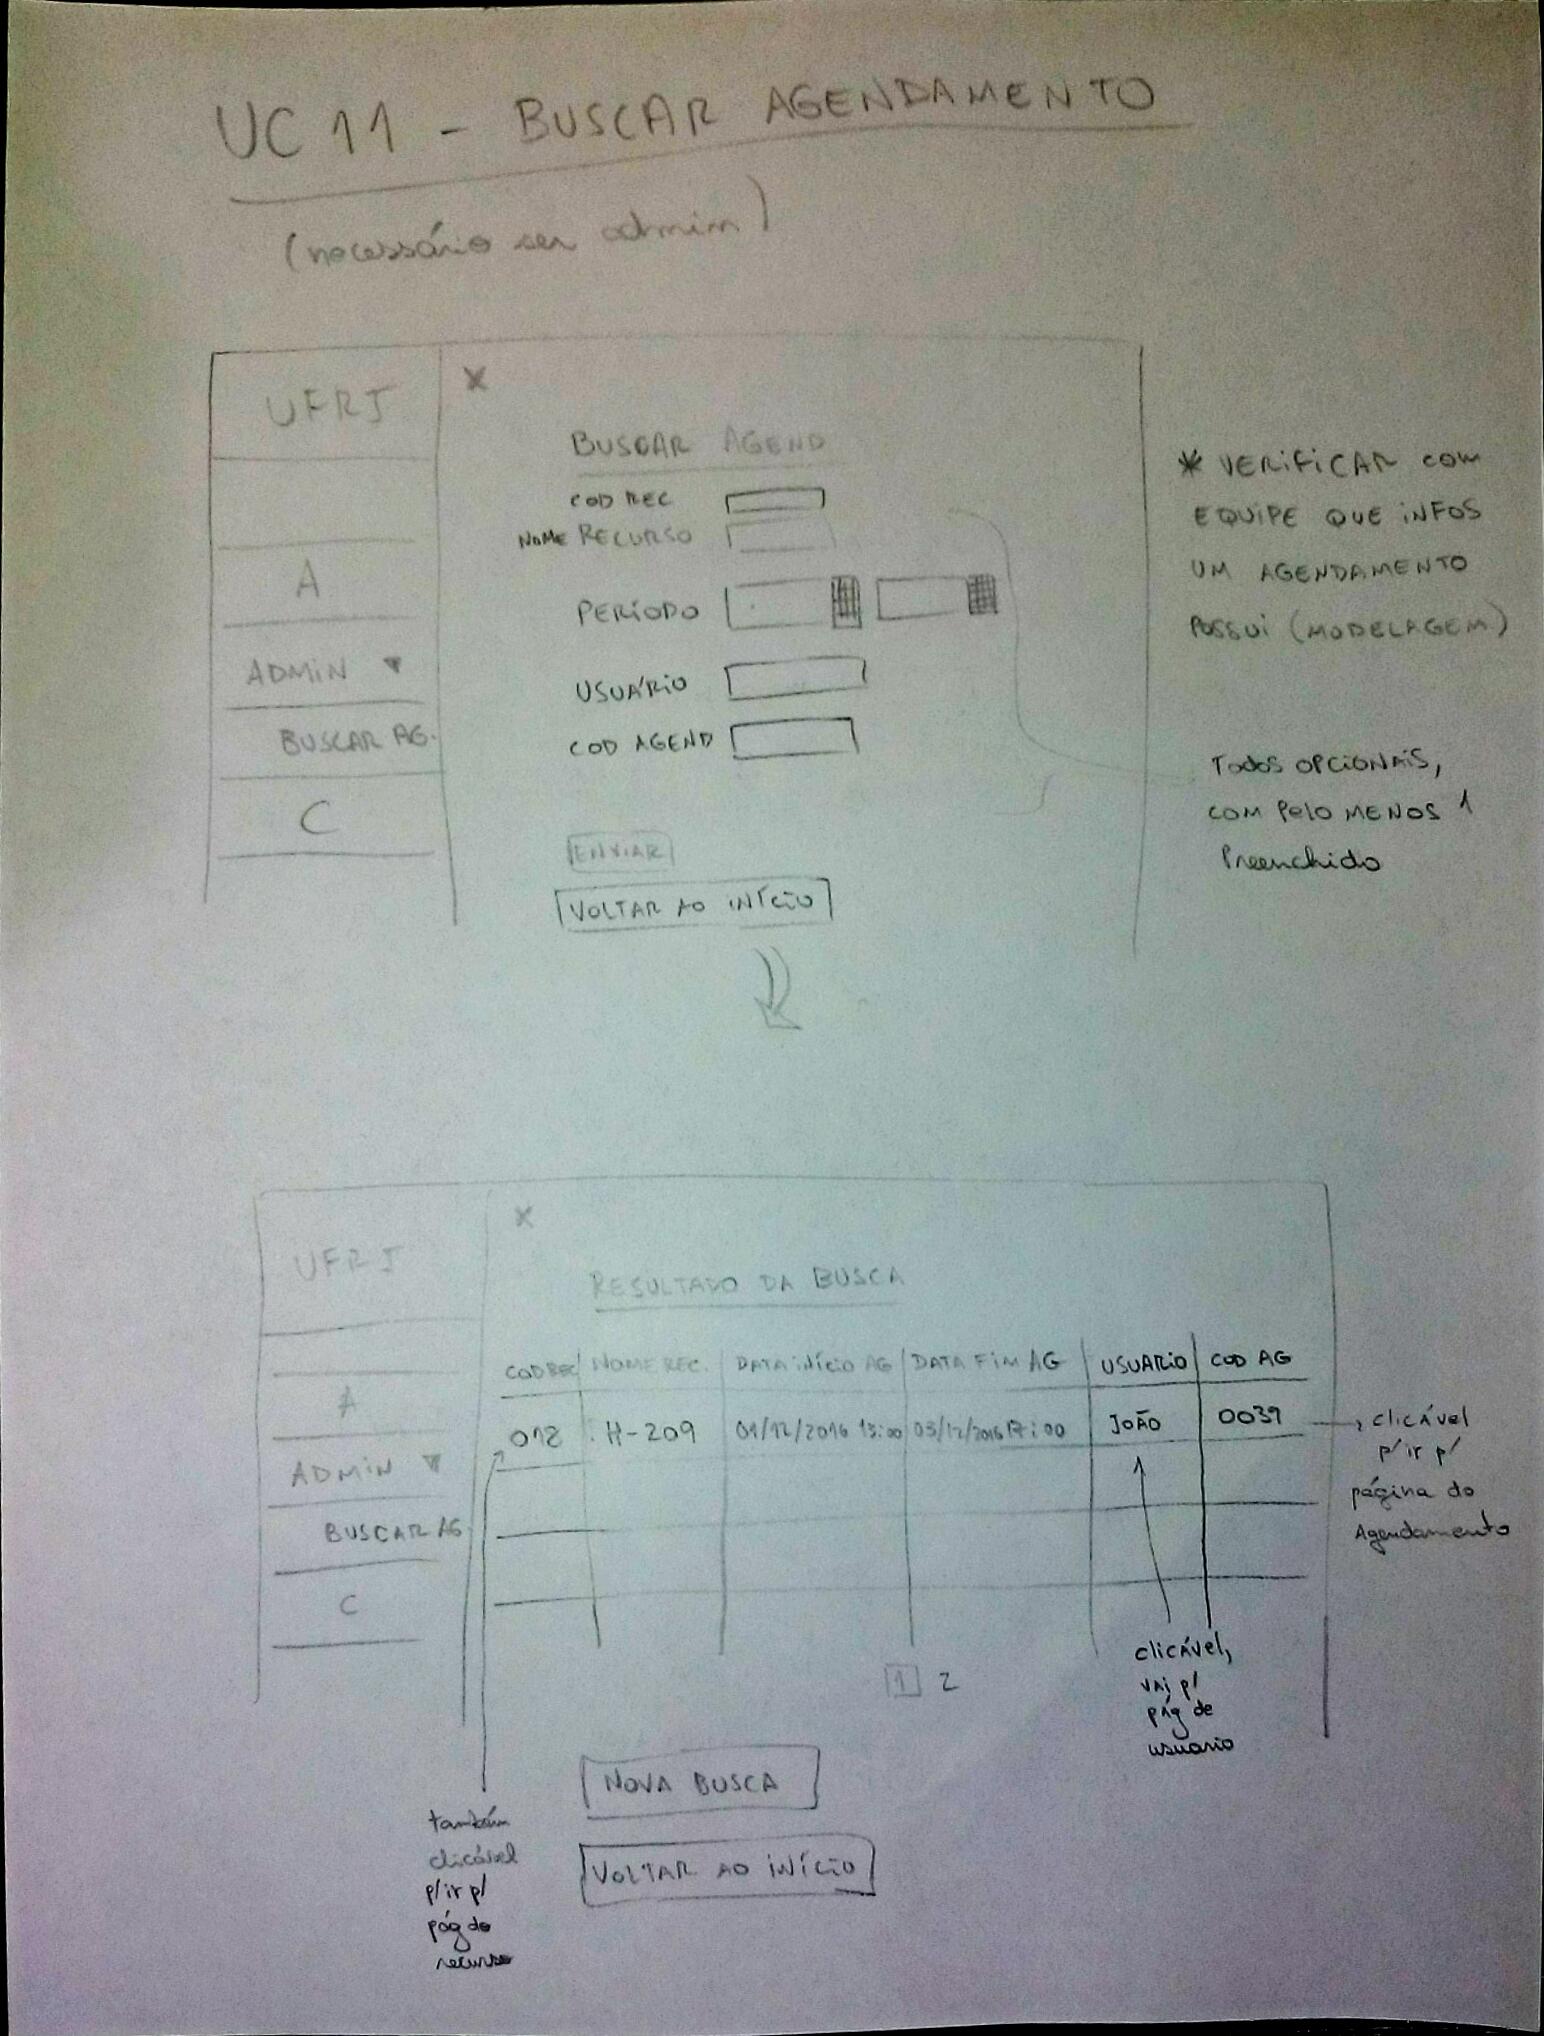 UC 11 - BUSCAR AGENDAMENTO
(necessário ser admin)
UFRJ
X
A
ADMIN ▼
BUSCAR AG.
C
BUSCAR AGEND
COD REC
NOME RECURSO
PERÍODO
USUÁRIO
COD AGEND
ENVIAR
VOLTAR AO INÍCIO
* VERIFICAR COM
EQUIPE QUE INFOS
UM AGENDAMENTO
POSSUI (MODELAGEM)
TODOS OPCIONAIS,
COM PELO MENOS 1
Preenchido
UFRJ
X
A
ADMIN ▼
BUSCAR AG
C
RESULTADO DA BUSCA
COD REC NOME REC. DATA INÍCIO AG DATA FIM AG USUARIO COD AG
012 H-209 01/12/2016 13:00 03/12/2016 17:00 JOÃO 0039
clicável
p/ ir p/
página do
Agendamento
1 2
clicável,
vai p/
pág de
usuario
NOVA BUSCA
VOLTAR AO INÍCIO
também
clicável
p/ ir p/
pág do
recurso